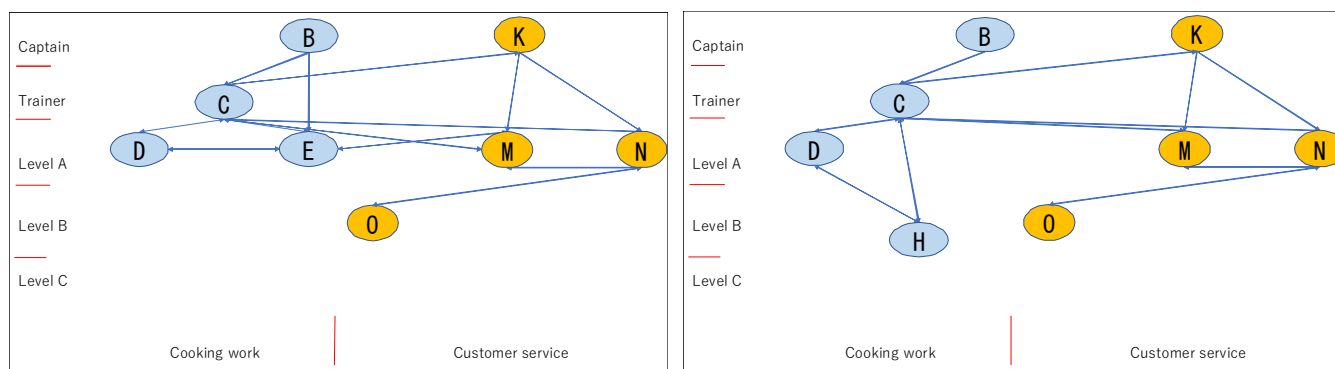 Captain
B
K
Trainer
C
D
E
M
N
Level A
Level B
O
Level C
Cooking work
Customer service
Captain
B
K
Trainer
C
D
M
N
Level A
Level B
O
H
Level C
Cooking work
Customer service